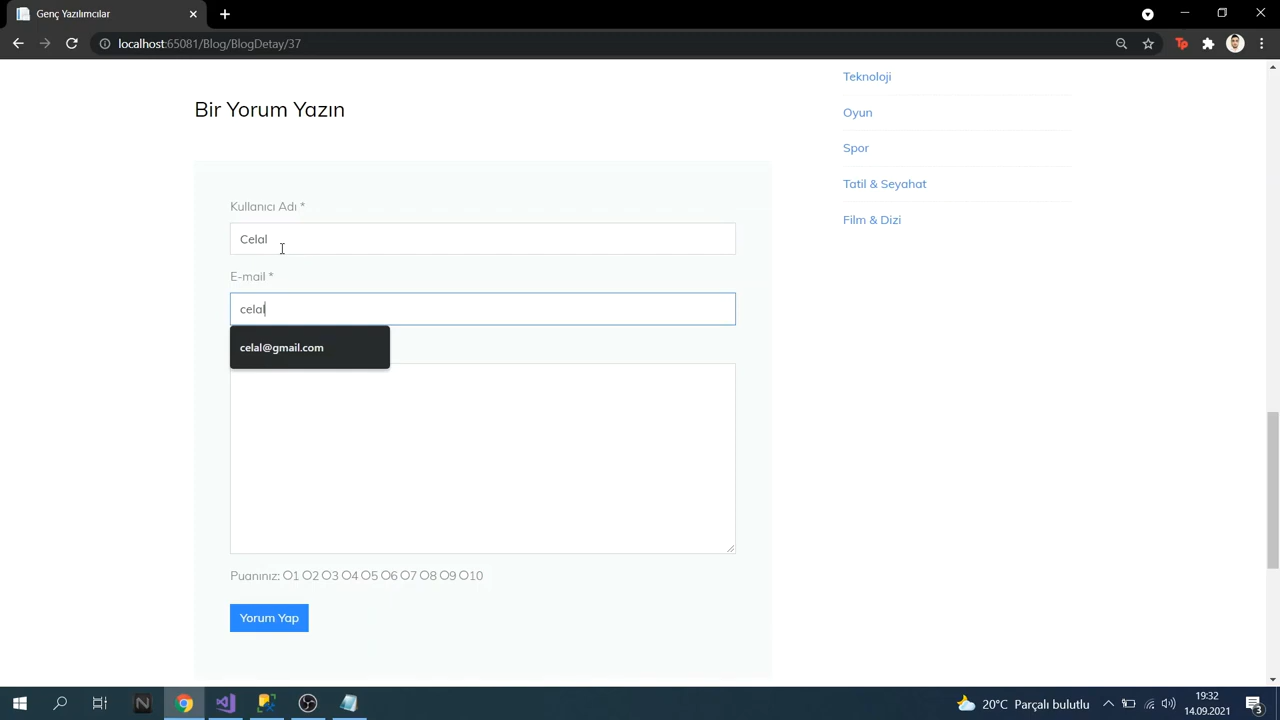 Genç Yazılımcılar
localhost:65081/Blog/BlogDetay/37
Teknoloji
Bir Yorum Yazın
Oyun
Spor
Tatil & Seyahat
Kullanıcı Adı *
Film & Dizi
Celal
E-mail *
celal
celal@gmail.com
Puanınız: 1 2 3 4 5 6 7 8 9 10
Yorum Yap
20°C Parçalı bulutlu
19:32
14.09.2021
3